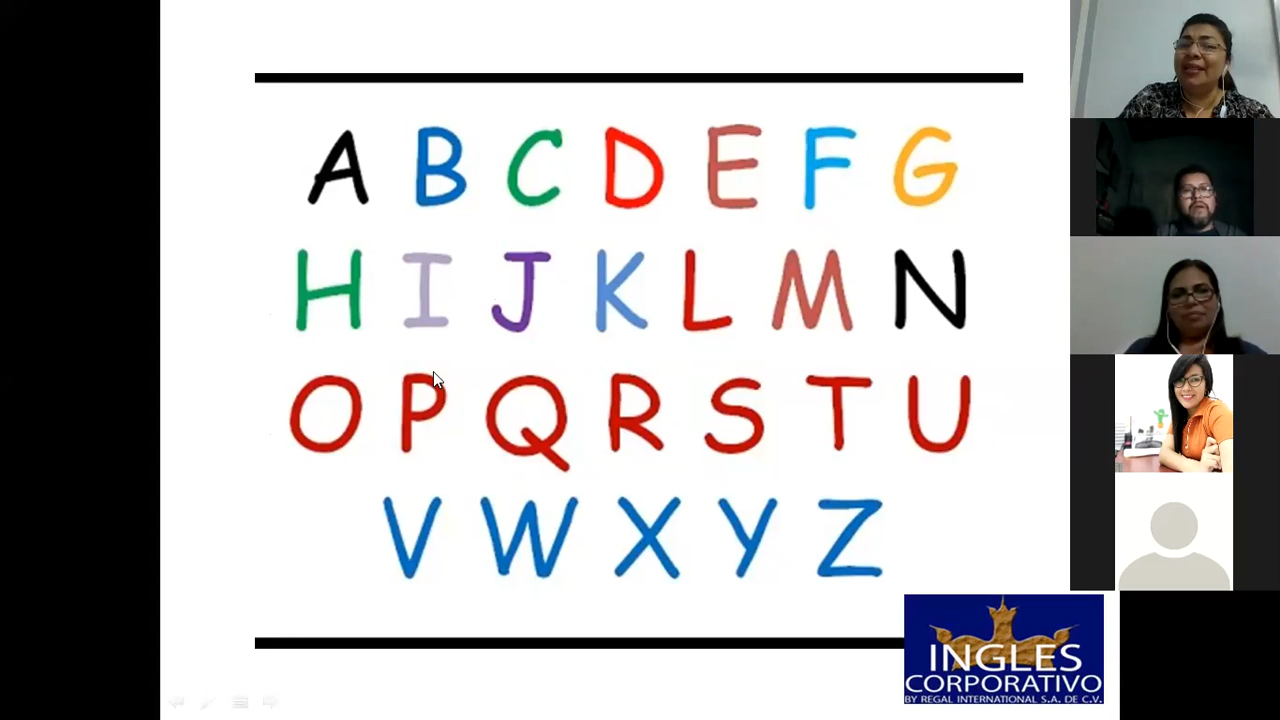 A B C D E F G
H I J K L M N
O P Q R S T U
V W X Y Z
INGLES
CORPORATIVO
BY REGAL INTERNATIONAL S.A. DE C.V.